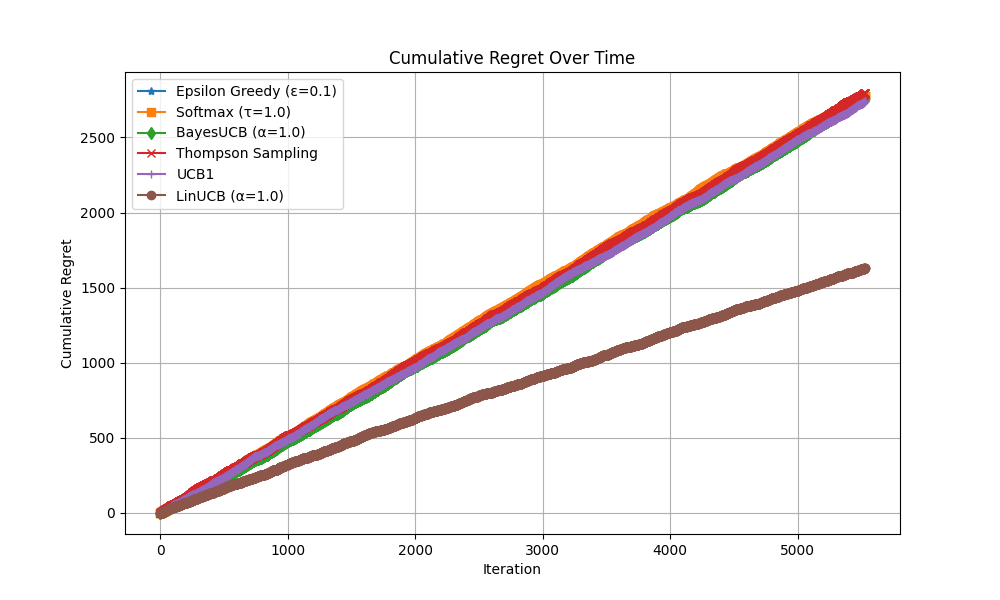 Cumulative Regret Over Time
Epsilon Greedy (ε=0.1)
Softmax (τ=1.0)
BayesUCB (α=1.0)
Thompson Sampling
UCB1
LinUCB (α=1.0)
Cumulative Regret
2500
2000
1500
1000
500
0
0 1000 2000 3000 4000 5000
Iteration